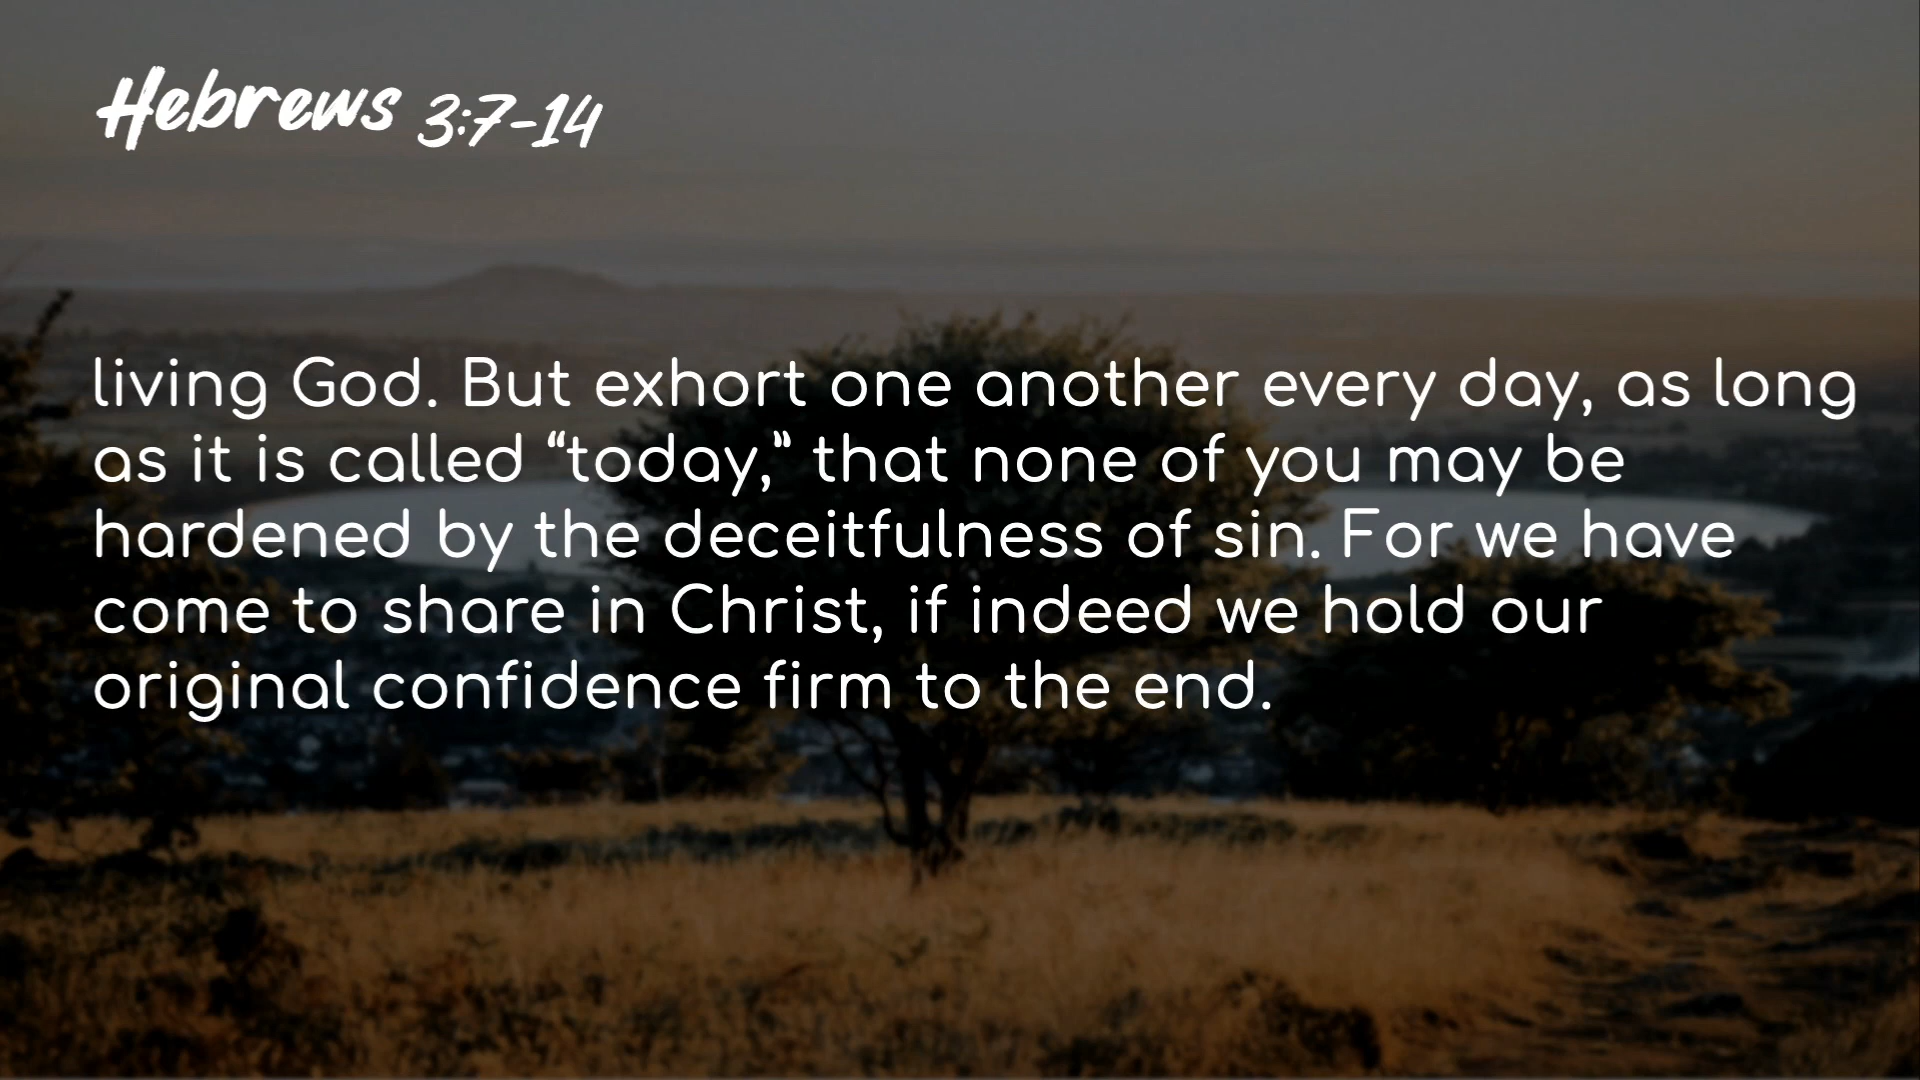 Hebrews 3:7-14
living God. But exhort one another every day, as long
as it is called “today,” that none of you may be
hardened by the deceitfulness of sin. For we have
come to share in Christ, if indeed we hold our
original confidence firm to the end.